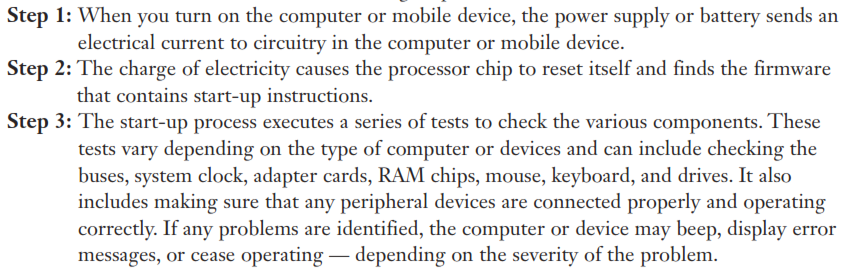 Step 1: When you turn on the computer or mobile device, the power supply or battery sends an
electrical current to circuitry in the computer or mobile device.
Step 2: The charge of electricity causes the processor chip to reset itself and finds the firmware
that contains start-up instructions.
Step 3: The start-up process executes a series of tests to check the various components. These
tests vary depending on the type of computer or devices and can include checking the
buses, system clock, adapter cards, RAM chips, mouse, keyboard, and drives. It also
includes making sure that any peripheral devices are connected properly and operating
correctly. If any problems are identified, the computer or device may beep, display error
messages, or cease operating — depending on the severity of the problem.